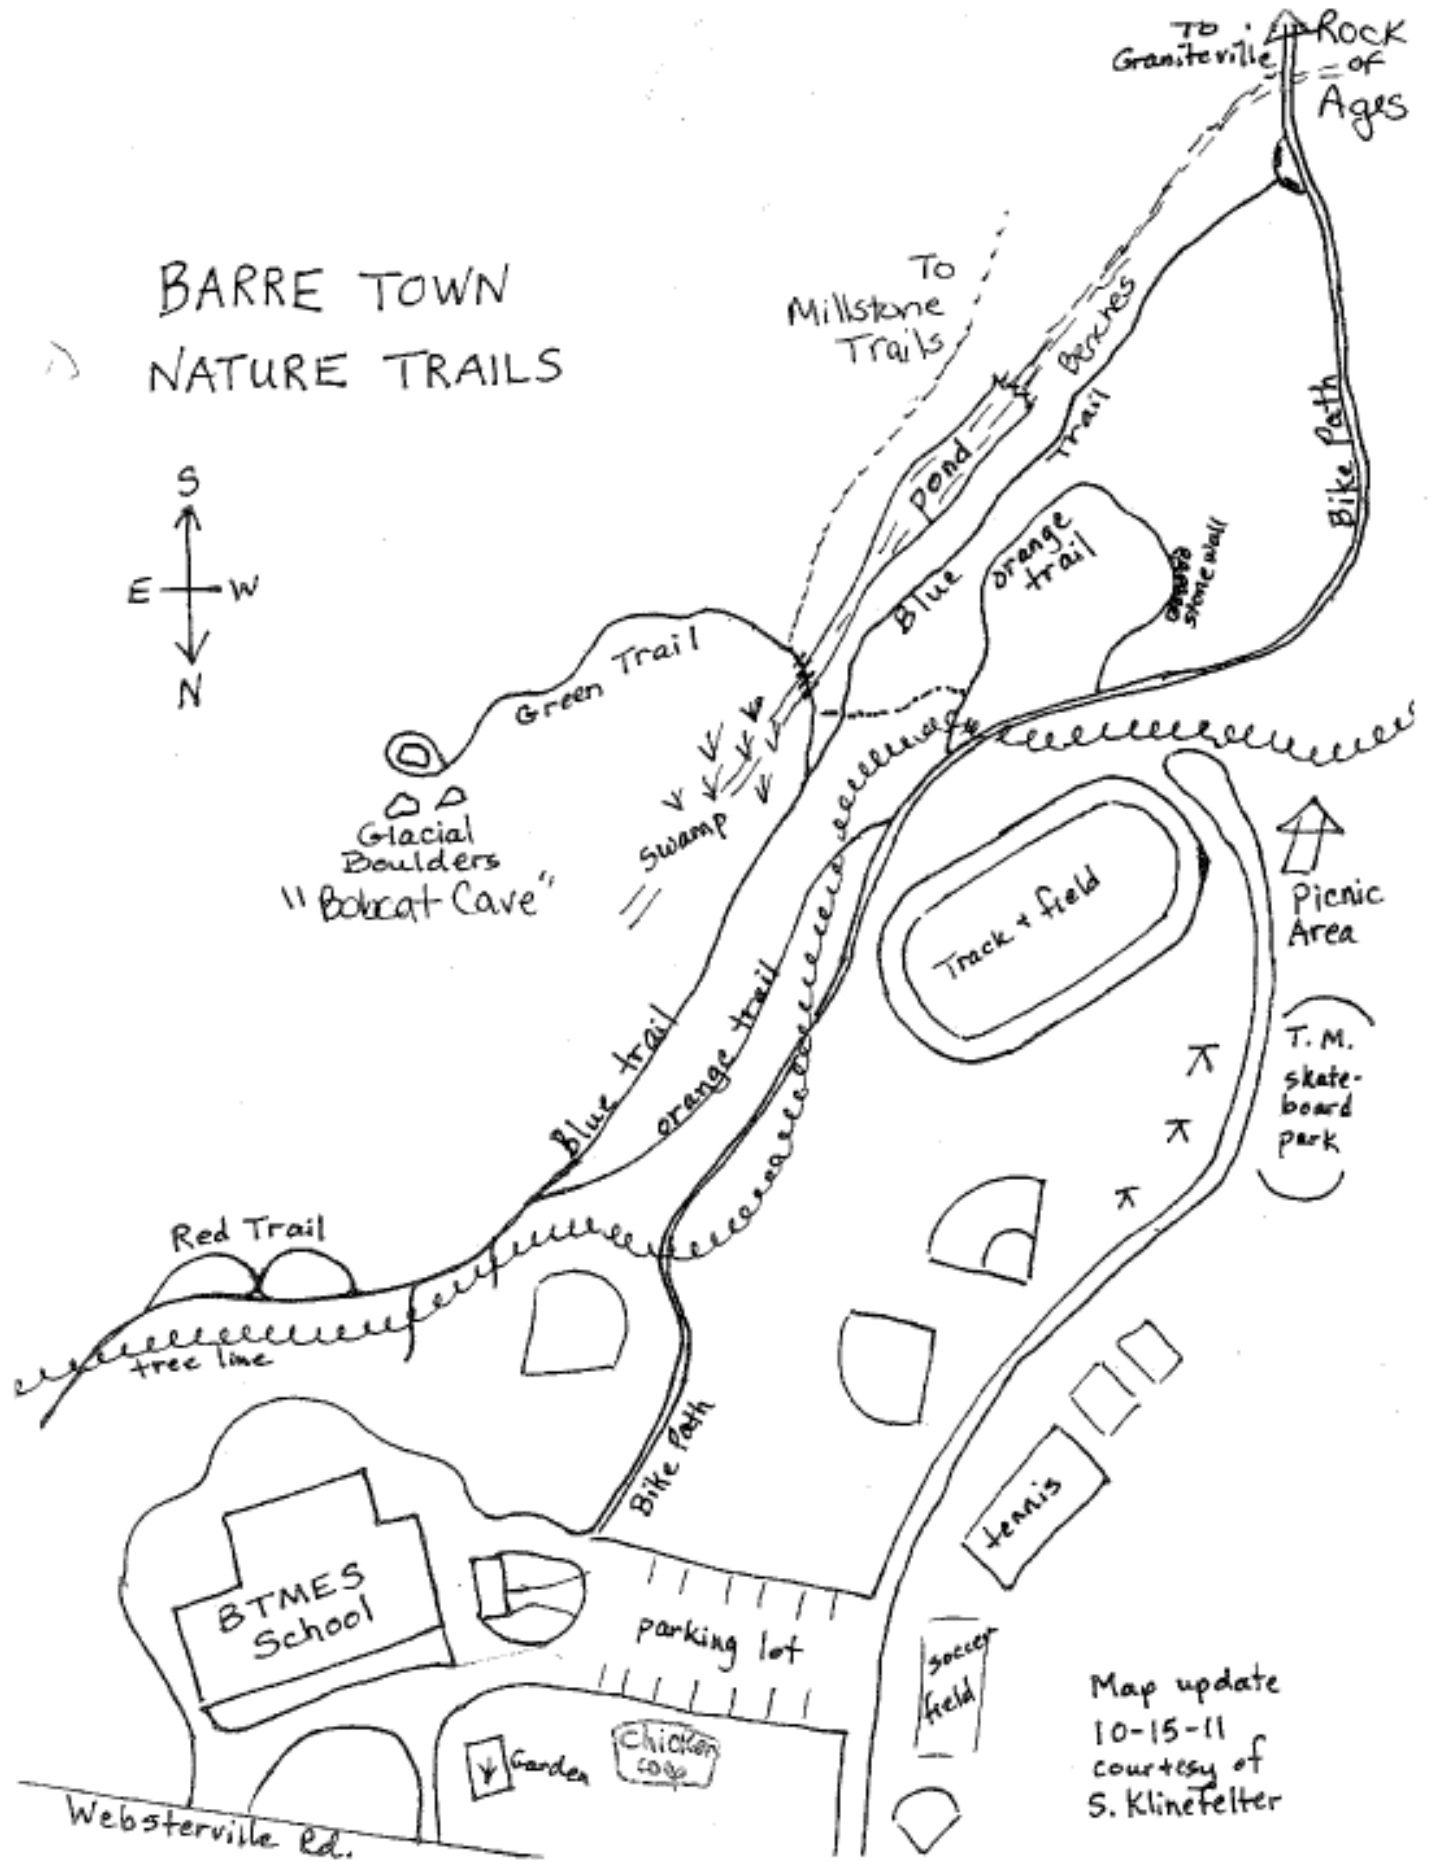 To Graniteville
Rock of Ages
BARRE TOWN
NATURE TRAILS
To
Millstone
Trails
Benches
Pond
Blue Trail
Bike Path
orange
trail
stone wall
S
E W
N
Green Trail
Glacial
Boulders
"Bobcat Cave"
swamp
Track + field
Picnic
Area
T.M.
skate-
board
park
Blue trail
orange trail
Red Trail
tree line
Bike Path
tennis
BTMES
School
parking lot
soccer
field
Garden
Chicken
coop
Websterville Rd.
Map update
10-15-11
courtesy of
S. Klinefelter